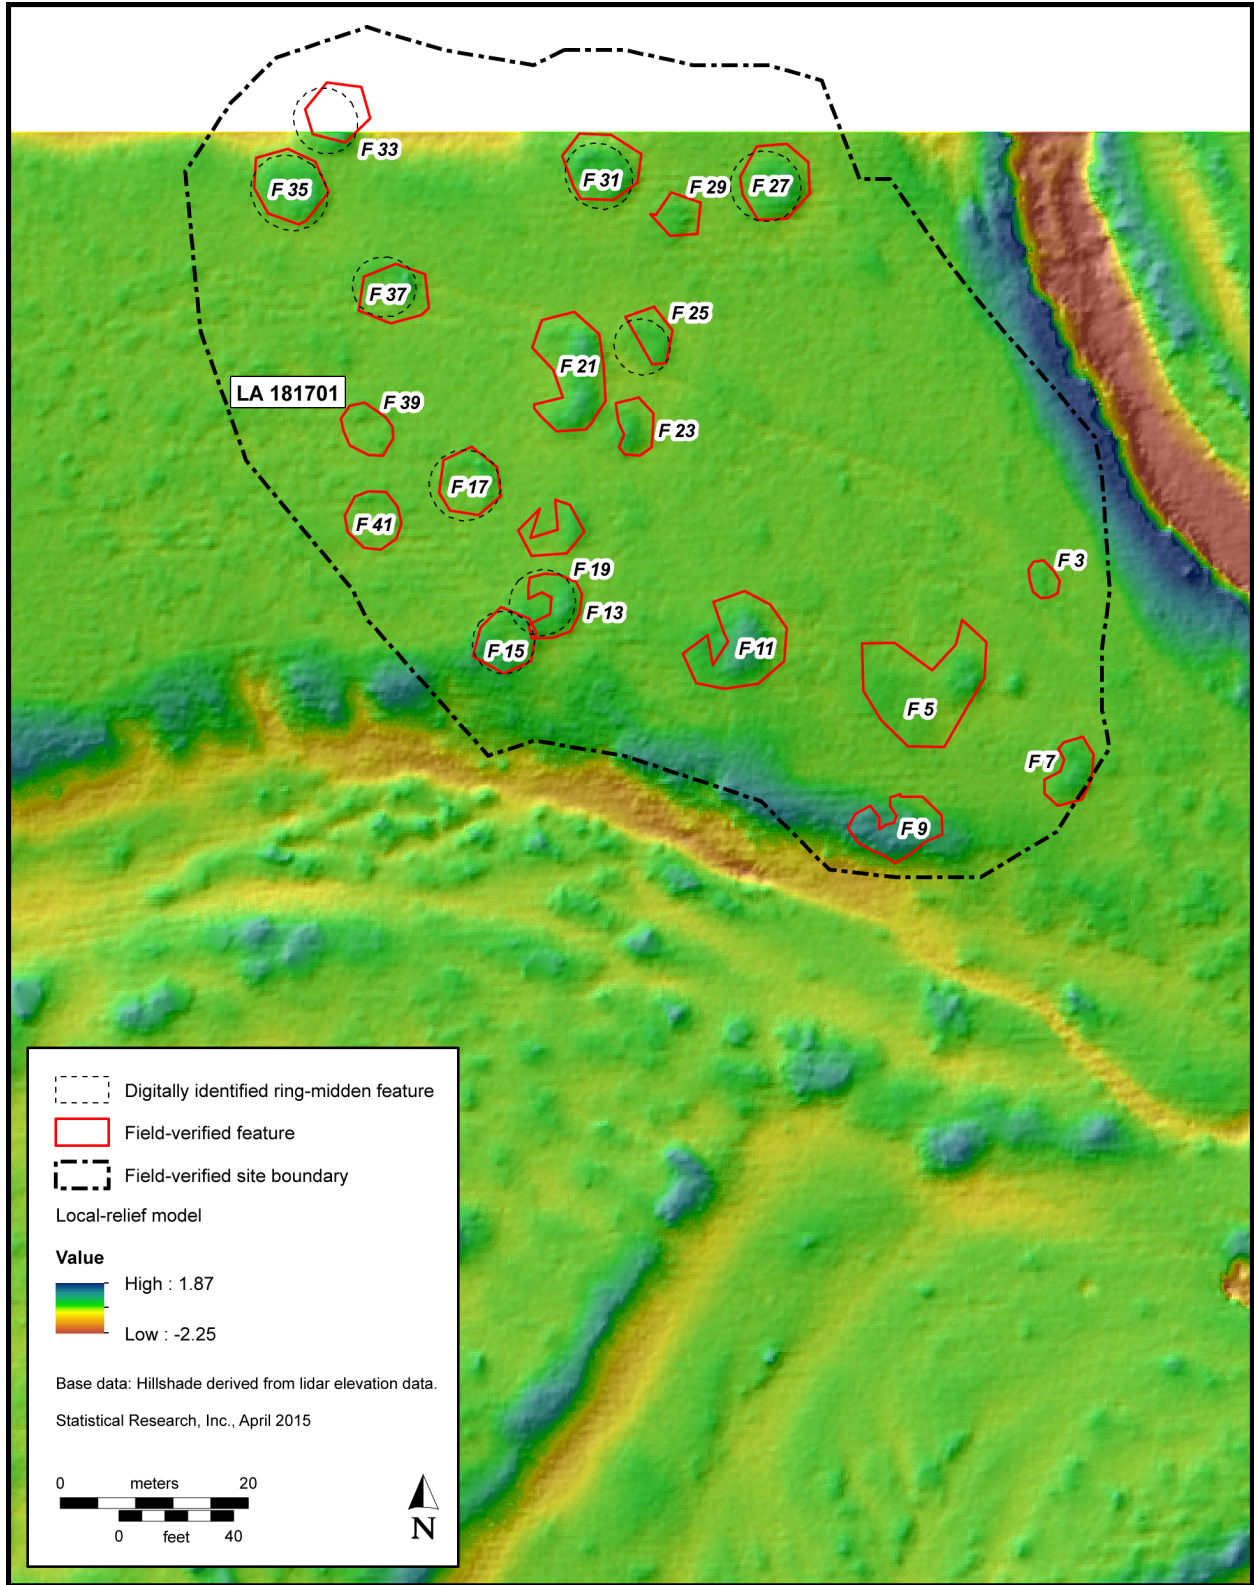 F 33
F 35
F 31
F 29
F 27
F 37
F 25
F 21
LA 181701
F 39
F 23
F 17
F 41
F 19
F 3
F 13
F 15
F 11
F 5
F 7
F 9
Digitally identified ring-midden feature
Field-verified feature
Field-verified site boundary
Local-relief model
Value
High : 1.87
Low : -2.25
Base data: Hillshade derived from lidar elevation data.
Statistical Research, Inc., April 2015
0 meters 20
0 feet 40
N